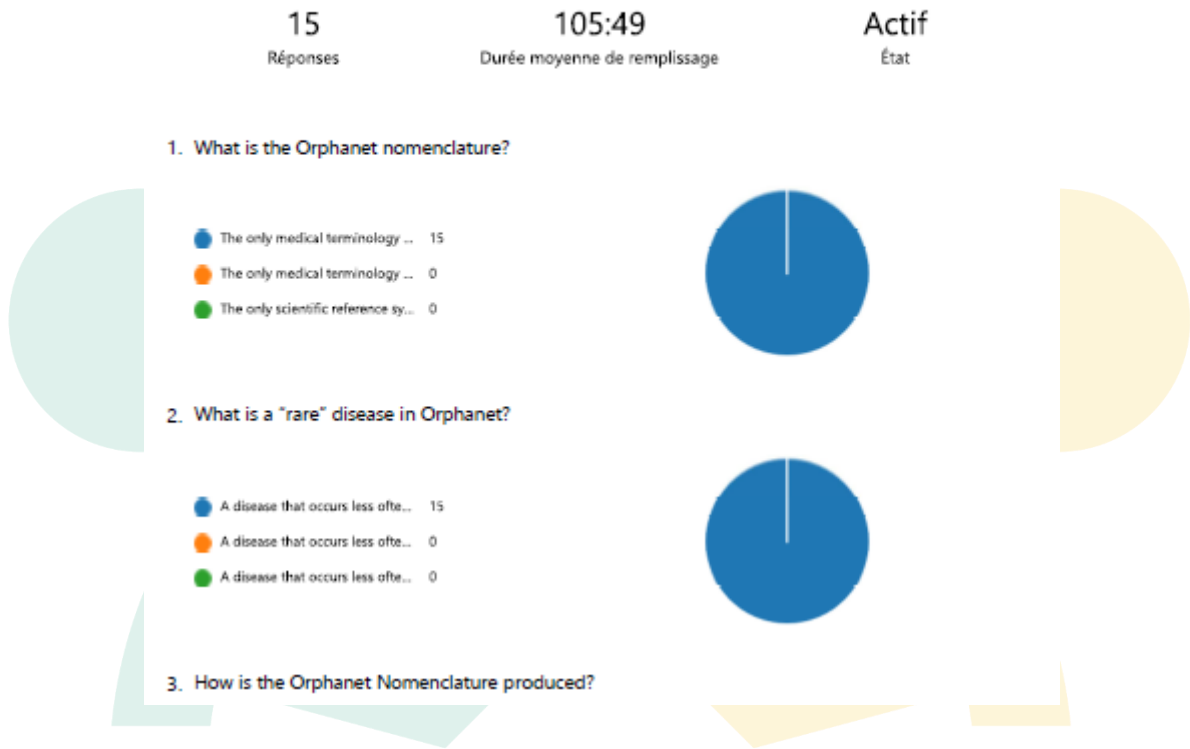 15
Réponses
105:49
Durée moyenne de remplissage
Actif
État
1. What is the Orphanet nomenclature?
The only medical terminology ... 15
The only medical terminology ... 0
The only scientific reference sy... 0
2. What is a "rare" disease in Orphanet?
A disease that occurs less ofte... 15
A disease that occurs less ofte... 0
A disease that occurs less ofte... 0
3. How is the Orphanet Nomenclature produced?